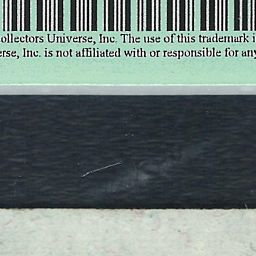 ollectors Universe, Inc. The use of this trademark i
erse, Inc. is not affiliated with or responsible for any